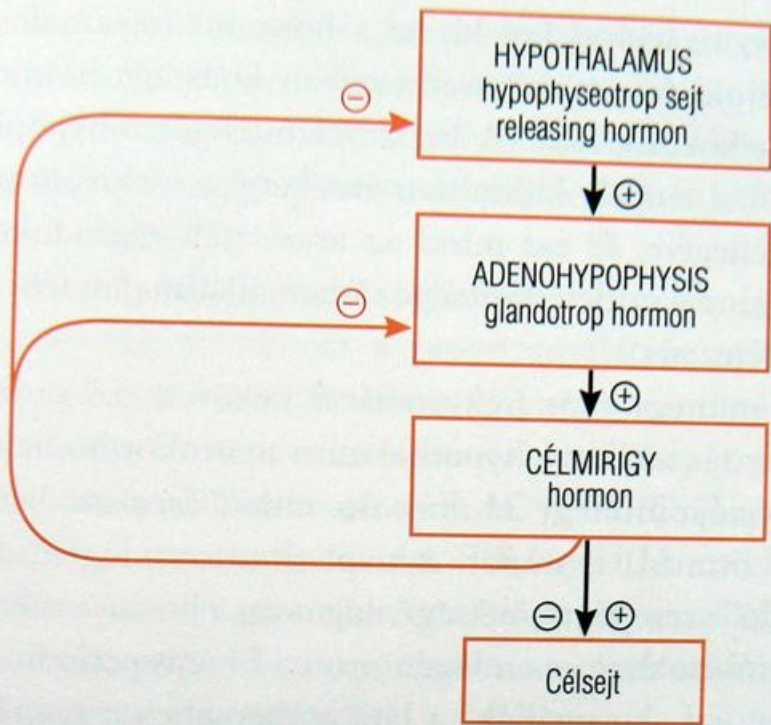 HYPOTHALAMUS
hypophyseotrop sejt
releasing hormon
−
+
ADENOHYPOPHYSIS
glandotrop hormon
−
+
CÉLMIRIGY
hormon
− +
Célsejt